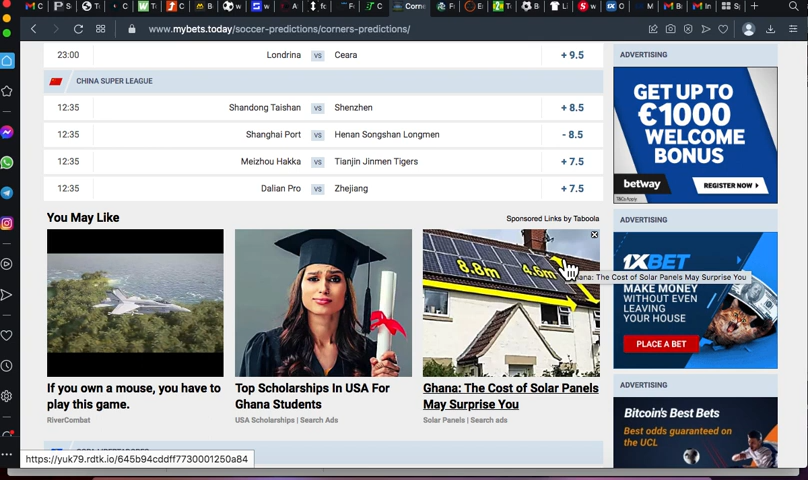 www.mybets.today/soccer-predictions/corners-predictions/
23:00 Londrina vs Ceara + 9.5
CHINA SUPER LEAGUE
12:35 Shandong Taishan vs Shenzhen + 8.5
12:35 Shanghai Port vs Henan Songshan Longmen - 8.5
12:35 Meizhou Hakka vs Tianjin Jinmen Tigers + 7.5
12:35 Dalian Pro vs Zhejiang + 7.5
You May Like
Sponsored Links by Taboola
8.8m
4.6m
Ghana: The Cost of Solar Panels May Surprise You
If you own a mouse, you have to
play this game.
RiverCombat
Top Scholarships In USA For
Ghana Students
USA Scholarships | Search Ads
Ghana: The Cost of Solar Panels
May Surprise You
Solar Panels | Search ads
ADVERTISING
GET UP TO
€1000
WELCOME
BONUS
betway
REGISTER NOW
ADVERTISING
1XBET
MAKE MONEY
WITHOUT EVEN
LEAVING
YOUR HOUSE
PLACE A BET
ADVERTISING
Bitcoin's Best Bets
Best odds guaranteed on
the UCL
https://yuk79.rdtk.io/645b94cddff7730001250a84